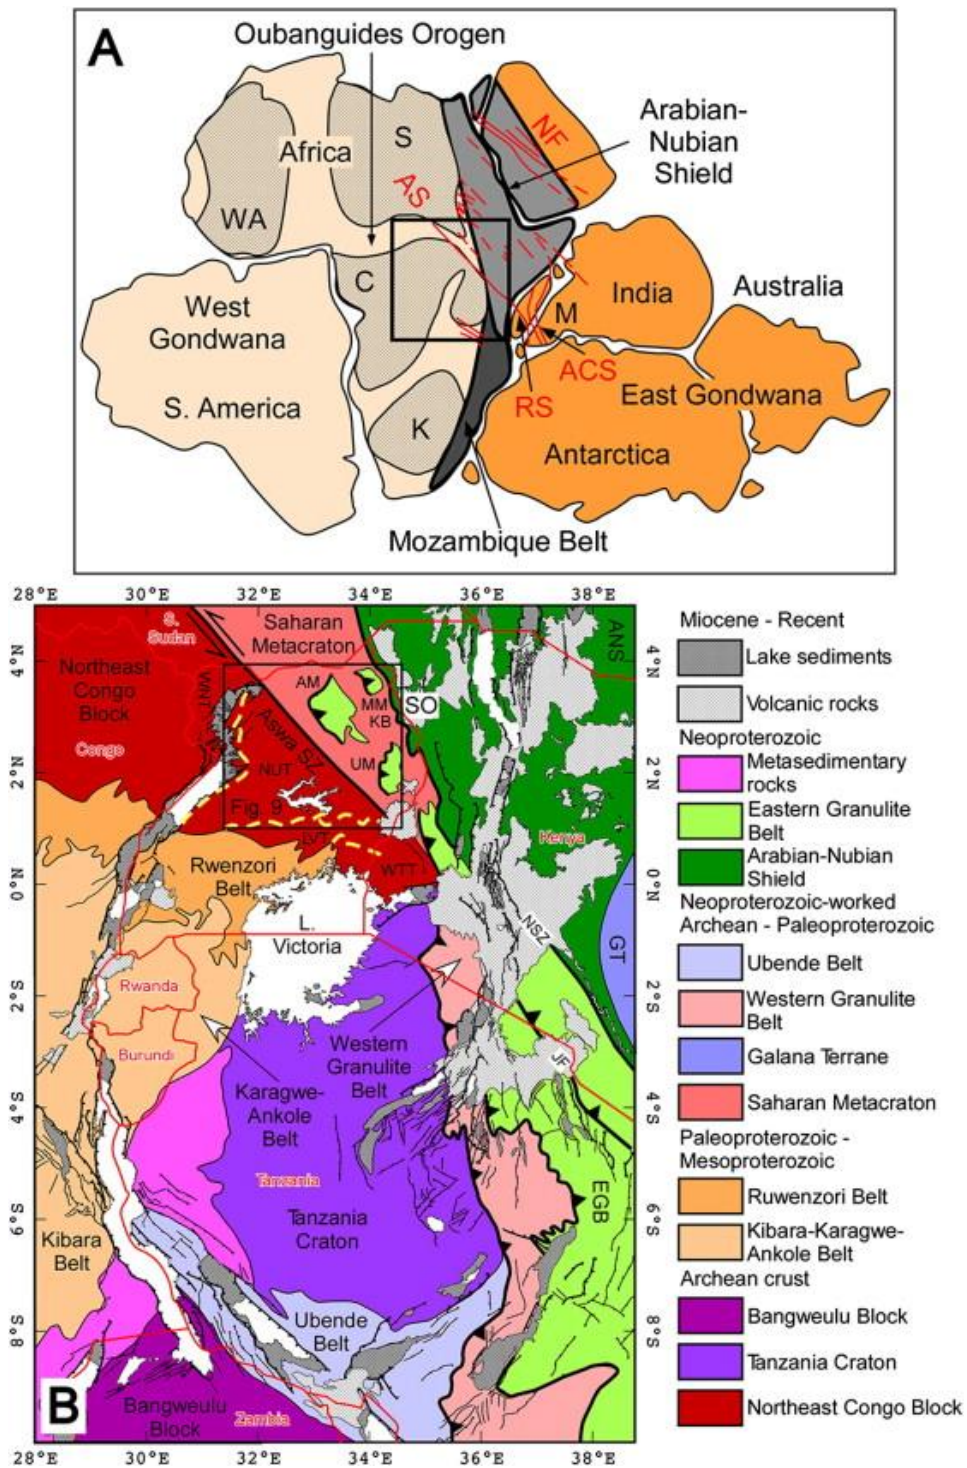 A
Oubanguides Orogen
Arabian-
Nubian
Shield
Africa
S
NF
AS
WA
C
West
Gondwana
India
Australia
M
ACS
S. America
K
RS
East Gondwana
Antarctica
Mozambique Belt
28°E 30°E 32°E 34°E 36°E 38°E
S.
Sudan
Saharan
Metacraton
ANS
4°N
4°N
Northeast
Congo
Block
WNT
AM
MM
KB
SO
Congo
Aswa SZ
2°N
NUT
UM
2°N
Fig. 9
Kenya
Rwenzori
Belt
WTT
0°N
0°N
L.
Victoria
NSZ
GT
Rwanda
2°S
2°S
Burundi
Western
Granulite
Belt
JF
Karagwe-
Ankole
Belt
4°S
4°S
Tanzania
EGB
Tanzania
Craton
6°S
6°S
Kibara
Belt
Ubende
Belt
8°S
8°S
B
Bangweulu
Block
Zambia
28°E 30°E 32°E 34°E 36°E 38°E
Miocene - Recent
Lake sediments
Volcanic rocks
Neoproterozoic
Metasedimentary
rocks
Eastern Granulite
Belt
Arabian-Nubian
Shield
Neoproterozoic-worked
Archean - Paleoproterozoic
Ubende Belt
Western Granulite
Belt
Galana Terrane
Saharan Metacraton
Paleoproterozoic -
Mesoproterozoic
Ruwenzori Belt
Kibara-Karagwe-
Ankole Belt
Archean crust
Bangweulu Block
Tanzania Craton
Northeast Congo Block